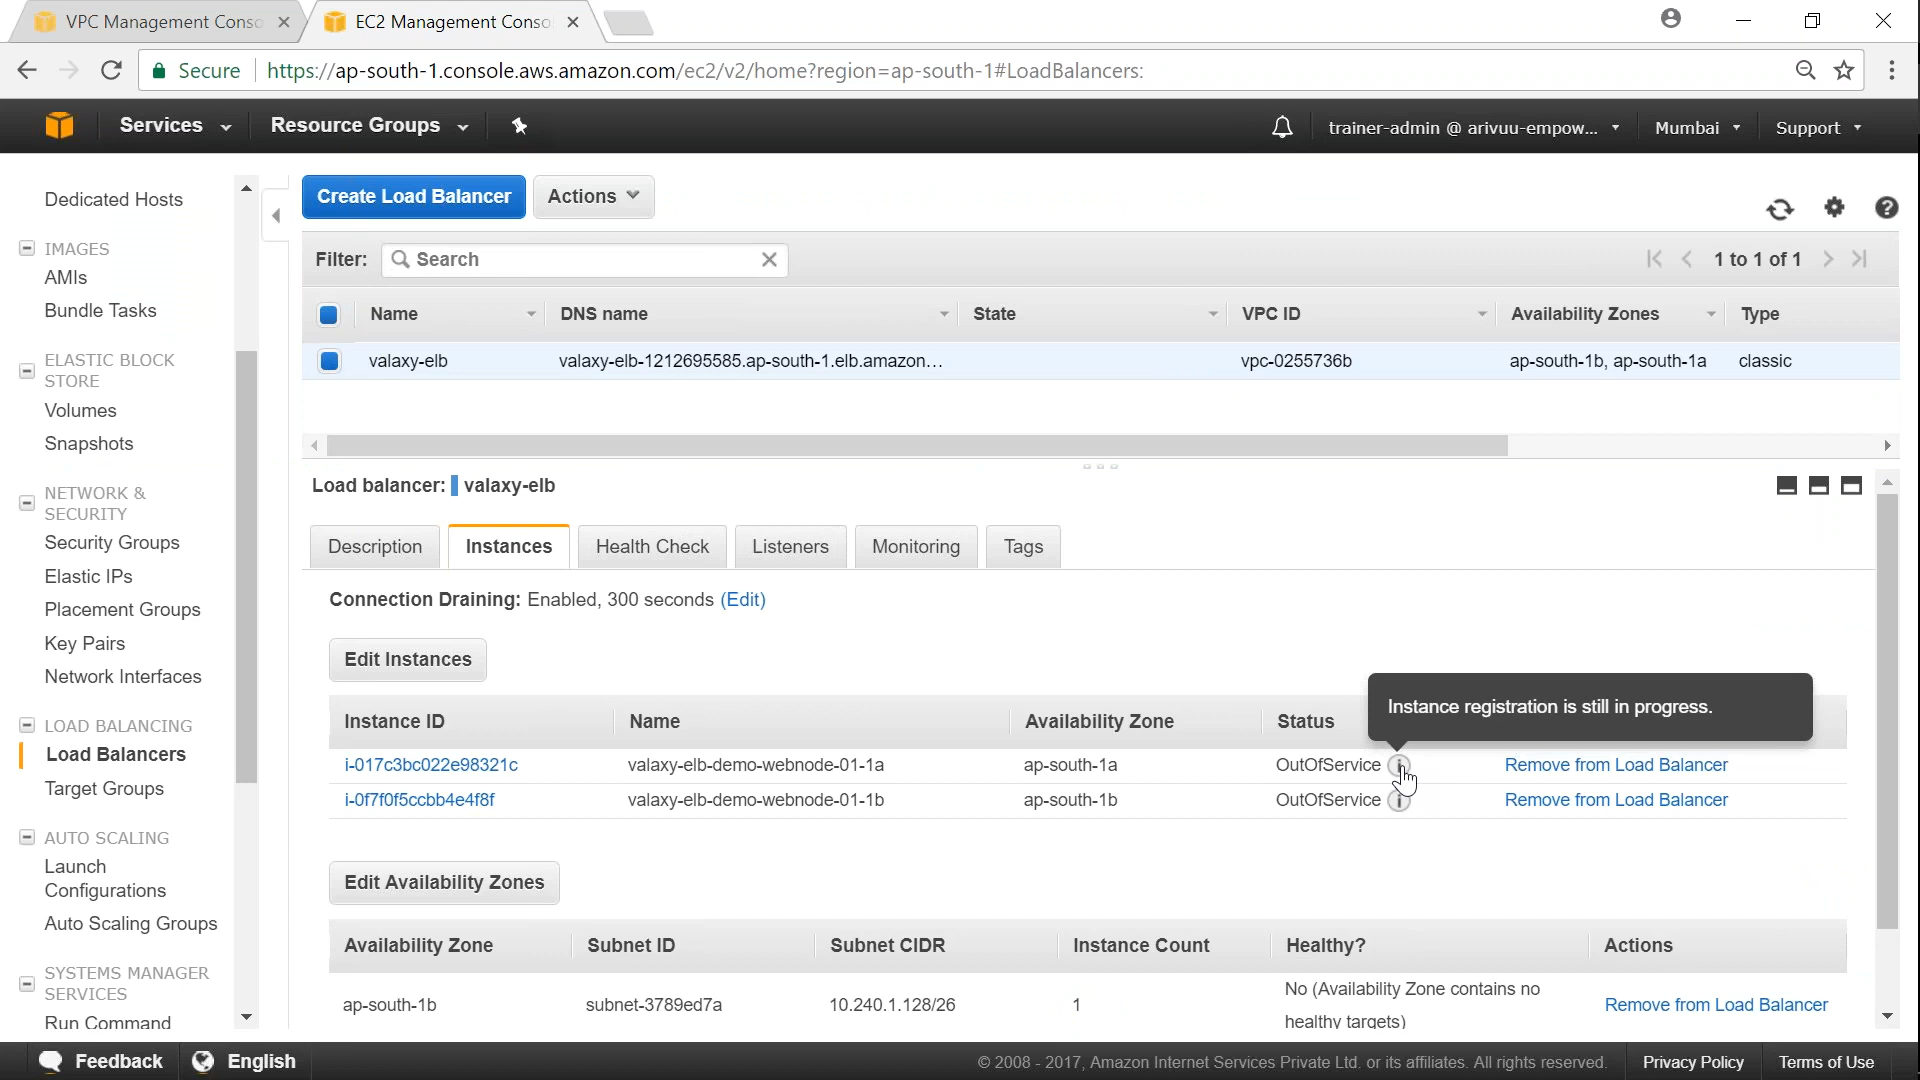 VPC Management Conso
EC2 Management Conso
Secure
https://ap-south-1.console.aws.amazon.com/ec2/v2/home?region=ap-south-1#LoadBalancers:
Services
Resource Groups
trainer-admin @ arivuu-empow...
Mumbai
Support
Dedicated Hosts
IMAGES
AMIs
Bundle Tasks
ELASTIC BLOCK
STORE
Volumes
Snapshots
NETWORK &
SECURITY
Security Groups
Elastic IPs
Placement Groups
Key Pairs
Network Interfaces
LOAD BALANCING
Load Balancers
Target Groups
AUTO SCALING
Launch
Configurations
Auto Scaling Groups
SYSTEMS MANAGER
SERVICES
Run Command
Create Load Balancer
Actions
Filter:
Search
1 to 1 of 1
Name DNS name State VPC ID Availability Zones Type
valaxy-elb valaxy-elb-1212695585.ap-south-1.elb.amazon... vpc-0255736b ap-south-1b, ap-south-1a classic
Load balancer: valaxy-elb
Description Instances Health Check Listeners Monitoring Tags
Connection Draining: Enabled, 300 seconds (Edit)
Edit Instances
Instance registration is still in progress.
Instance ID Name Availability Zone Status
i-017c3bc022e98321c valaxy-elb-demo-webnode-01-1a ap-south-1a OutOfService i Remove from Load Balancer
i-0f7f0f5ccbb4e4f8f valaxy-elb-demo-webnode-01-1b ap-south-1b OutOfService i Remove from Load Balancer
Edit Availability Zones
Availability Zone Subnet ID Subnet CIDR Instance Count Healthy? Actions
ap-south-1b subnet-3789ed7a 10.240.1.128/26 1 No (Availability Zone contains no Remove from Load Balancer
healthy targets)
Feedback
English
© 2008 - 2017, Amazon Internet Services Private Ltd. or its affiliates. All rights reserved.
Privacy Policy
Terms of Use